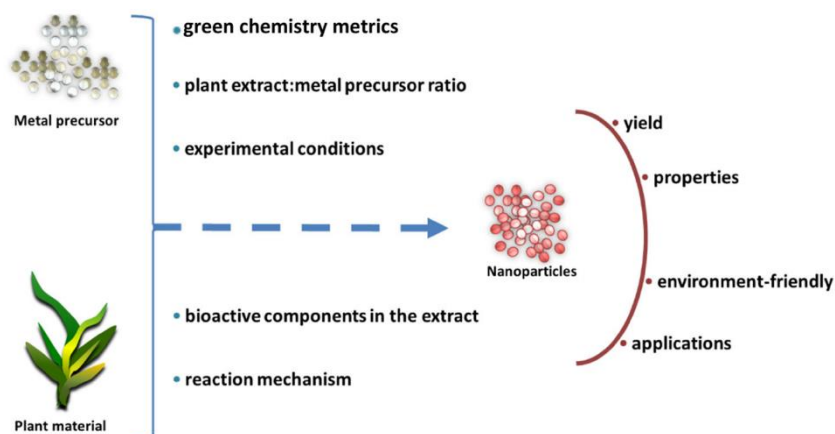 green chemistry metrics
plant extract:metal precursor ratio
Metal precursor
yield
experimental conditions
properties
Nanoparticles
environment-friendly
bioactive components in the extract
applications
reaction mechanism
Plant material